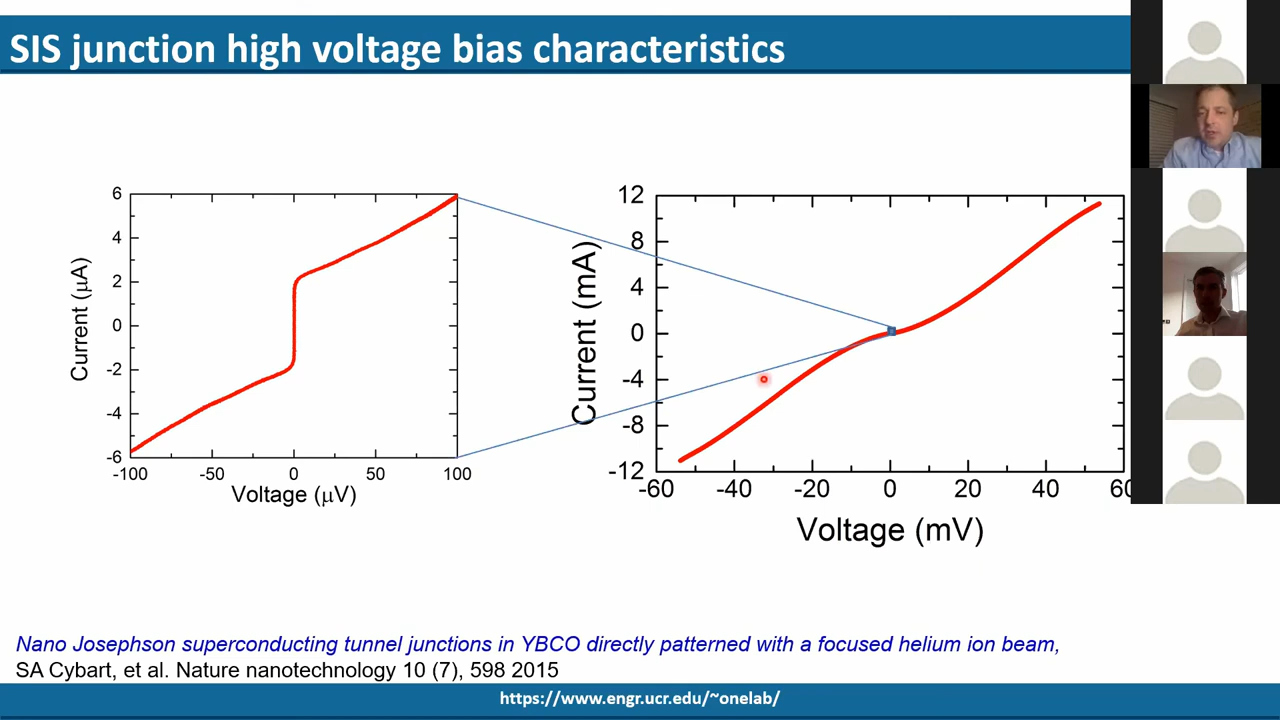 SIS junction high voltage bias characteristics
6
4
2
0
-2
-4
-6
Current (μA)
-100 -50 0 50 100
Voltage (μV)
12
8
4
0
-4
-8
-12
Current (mA)
-60 -40 -20 0 20 40 60
Voltage (mV)
Nano Josephson superconducting tunnel junctions in YBCO directly patterned with a focused helium ion beam,
SA Cybart, et al. Nature nanotechnology 10 (7), 598 2015
https://www.engr.ucr.edu/~onelab/